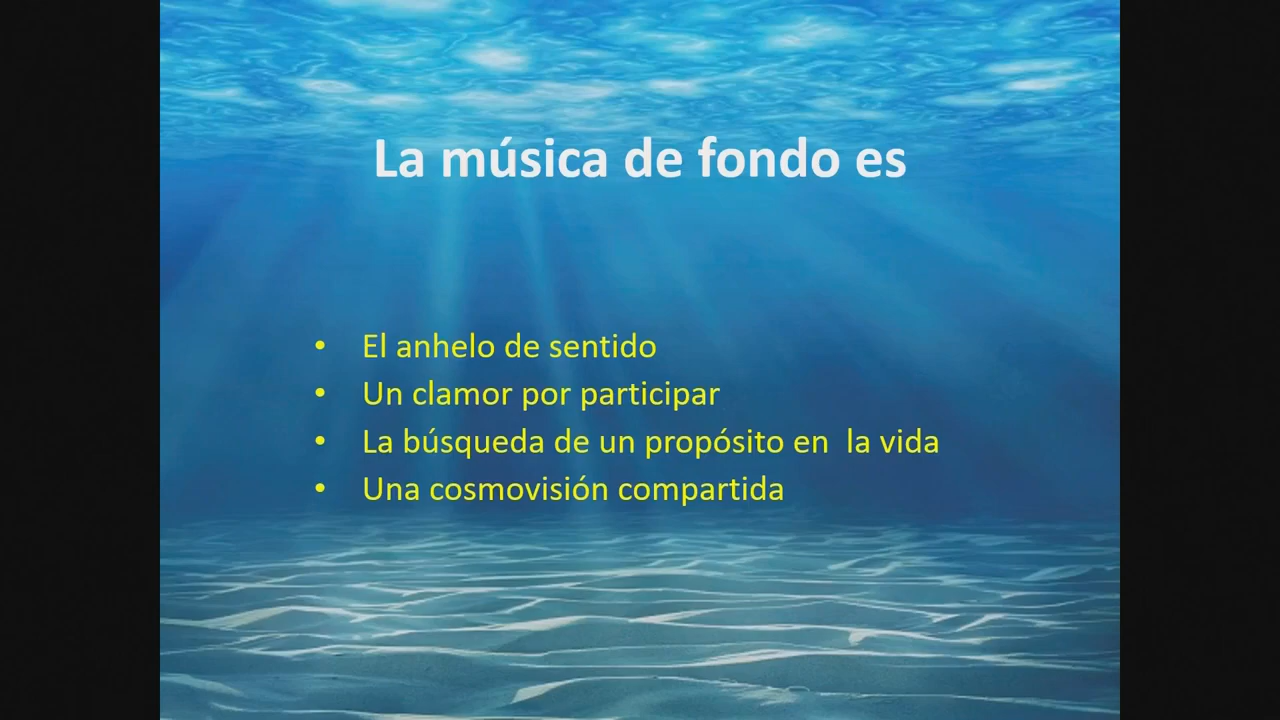 La música de fondo es
• El anhelo de sentido
• Un clamor por participar
• La búsqueda de un propósito en  la vida
• Una cosmovisión compartida